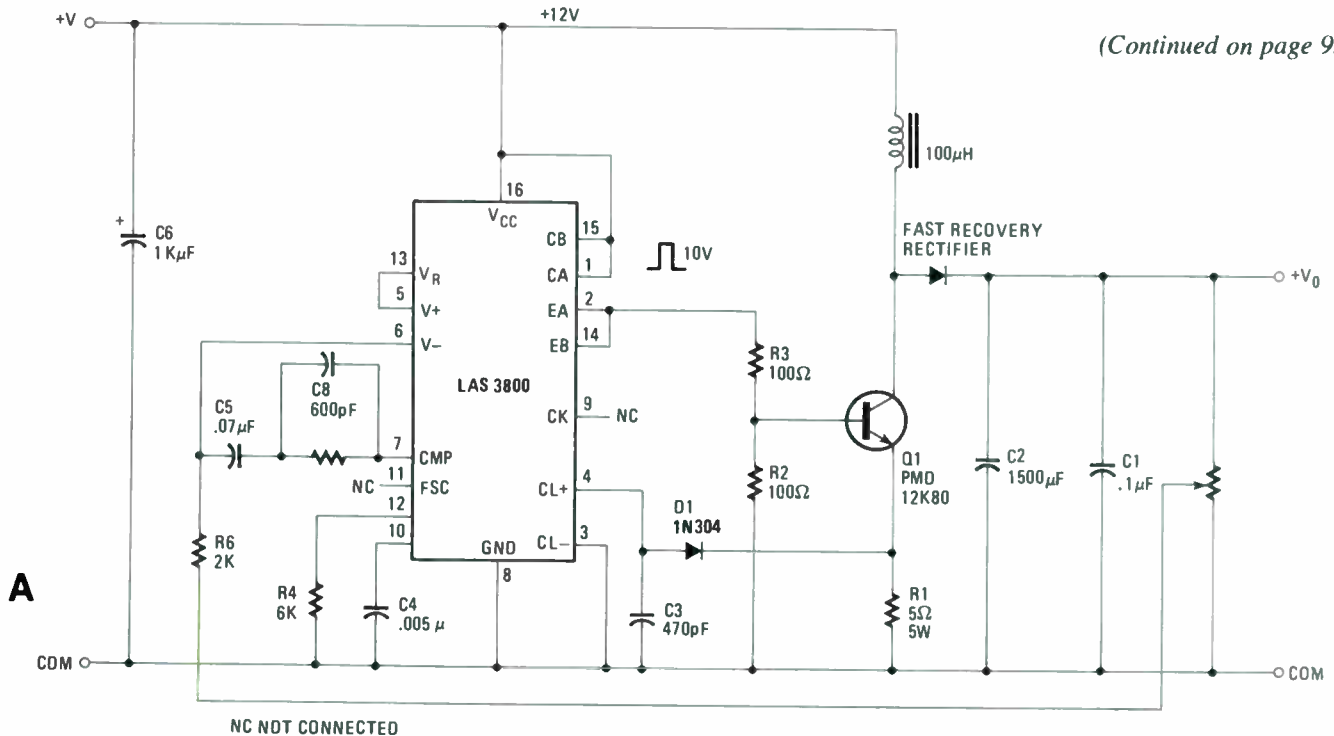 +V
+12V
(Continued on page 9
100μH
C6
1KμF
+
16
VCC
CB
15
CA
1
EA
2
EB
14
10V
13
VR
5
V+
6
V−
LAS 3800
C8
600pF
C5
.07μF
7
CMP
11
NC
FSC
12
10
CK
9
NC
CL+
4
CL−
3
GND
8
R3
100Ω
R2
100Ω
FAST RECOVERY
RECTIFIER
+V0
Q1
PMD
12K80
C2
1500μF
C1
.1μF
D1
1N304
R6
2K
R4
6K
C4
.005 μ
C3
470pF
R1
5Ω
5W
A
COM
COM
NC NOT CONNECTED